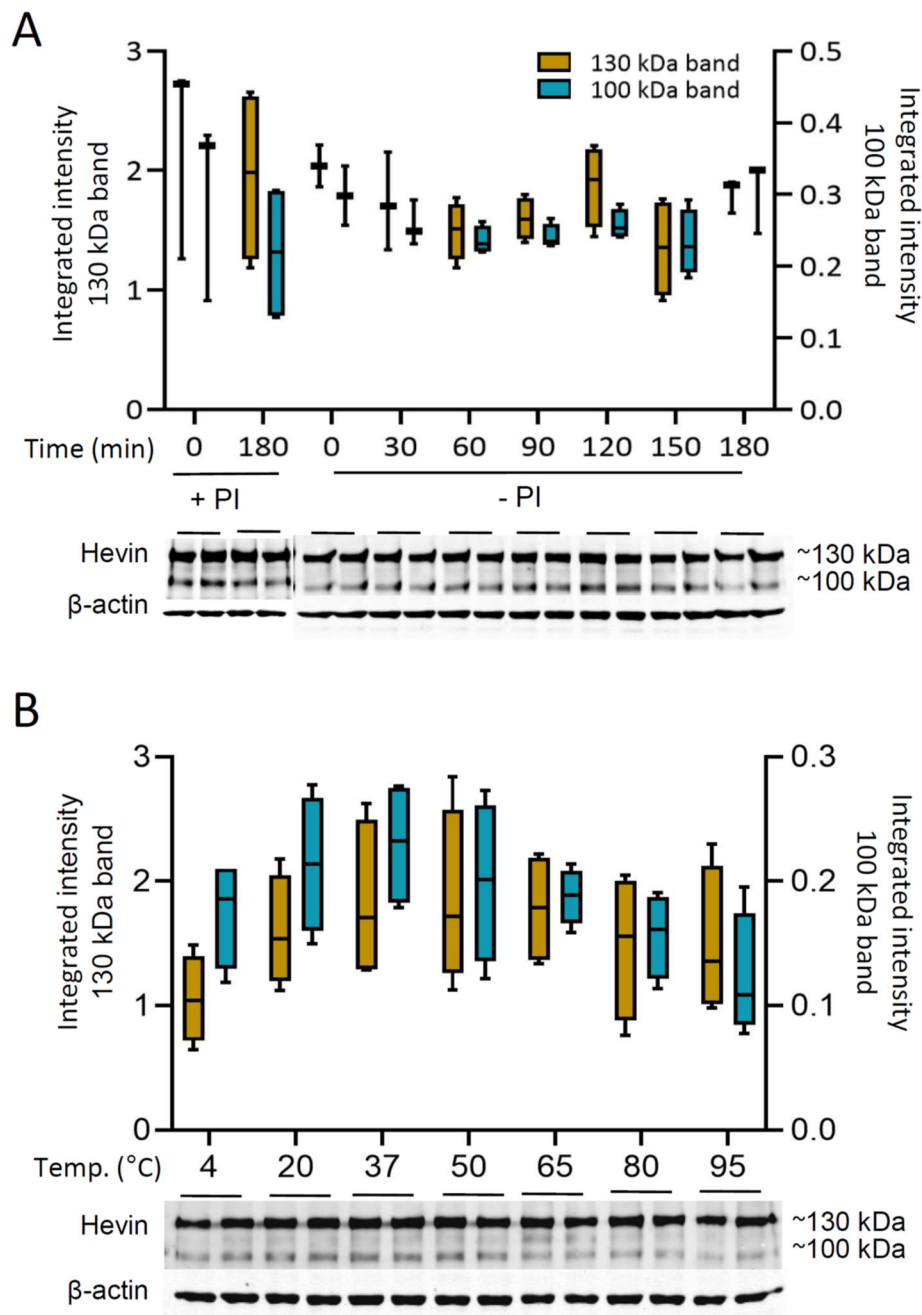 A
3
2
1
0
Integrated intensity
130 kDa band
130 kDa band
100 kDa band
0.5
0.4
0.3
0.2
0.1
0.0
Integrated intensity
100 kDa band
Time (min) 0 180 0 30 60 90 120 150 180
+ PI - PI
Hevin
β-actin
~130 kDa
~100 kDa
B
3
2
1
0
Integrated intensity
130 kDa band
0.3
0.2
0.1
0.0
Integrated intensity
100 kDa band
Temp. (°C) 4 20 37 50 65 80 95
Hevin
β-actin
~130 kDa
~100 kDa